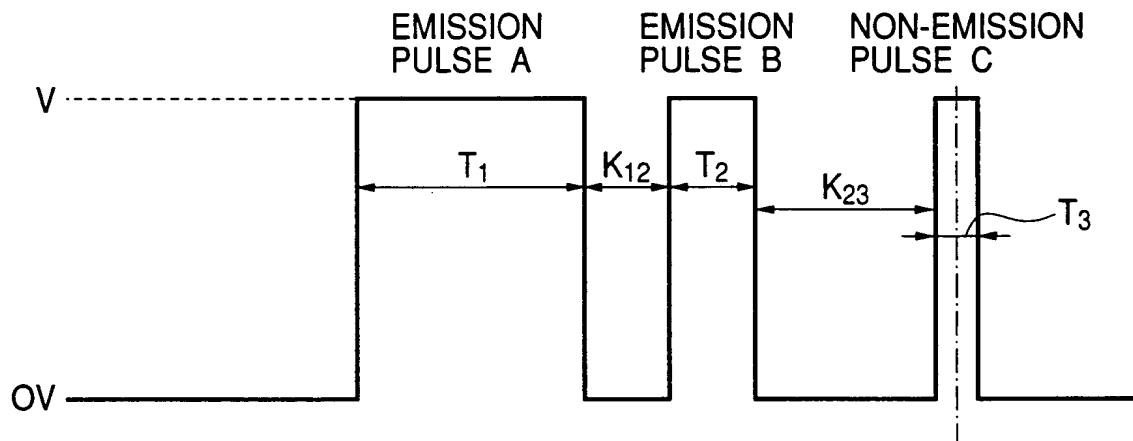 EMISSION
PULSE A
EMISSION
PULSE B
NON-EMISSION
PULSE C
V
T1
K12
T2
K23
T3
OV